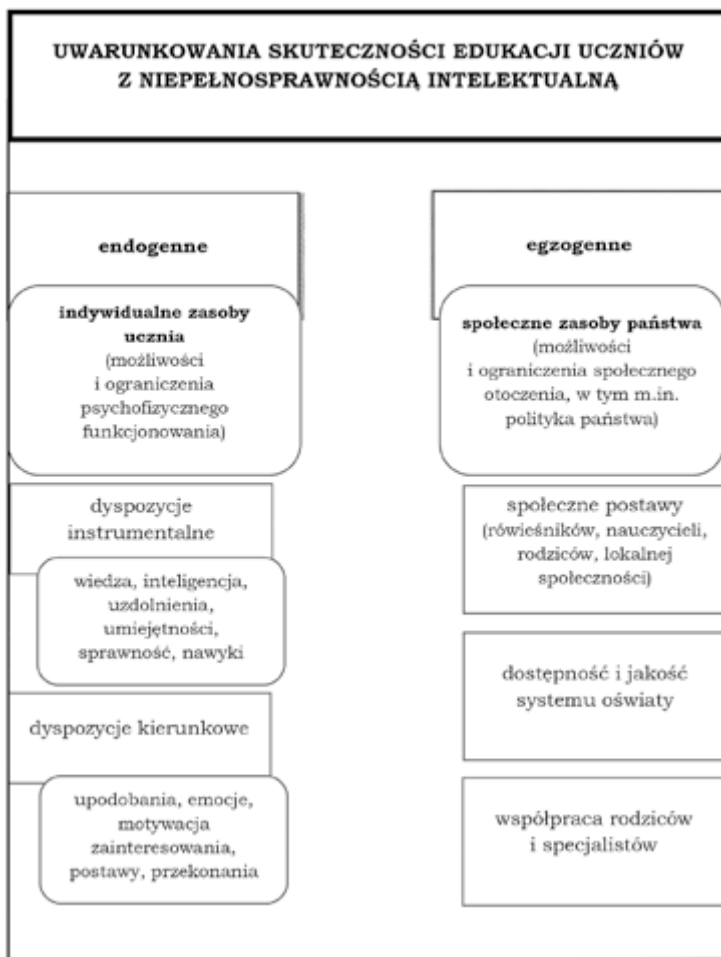 UWARUNKOWANIA SKUTECZNOŚCI EDUKACJI UCZNIÓW
Z NIEPEŁNOSPRAWNOŚCIĄ INTELEKTUALNĄ
endogenne
indywidualne zasoby
ucznia
(możliwości
i ograniczenia
psychofizycznego
funkcjonowania)
dyspozycje
instrumentalne
wiedza, inteligencja,
uzdolnienia,
umiejętności,
sprawność, nawyki
dyspozycje kierunkowe
upodobania, emocje,
motywacja
zainteresowania,
postawy, przekonania
egzogenne
społeczne zasoby państwa
(możliwości
i ograniczenia społecznego
otoczenia, w tym m.in.
polityka państwa)
społeczne postawy
(rówieśników, nauczycieli,
rodziców, lokalnej
społeczności)
dostępność i jakość
systemu oświaty
współpraca rodziców
i specjalistów